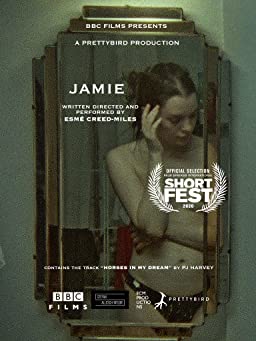 BBC FILMS PRESENTS
A PRETTYBIRD PRODUCTION
JAMIE
WRITTEN DIRECTED AND
PERFORMED BY
ESMÉ CREED-MILES
OFFICIAL SELECTION
SHORT
FEST
2020
CONTAINS THE TRACK "HORSES IN MY DREAM" BY PJ HARVEY
BBC
FILMS
PRETTYBIRD